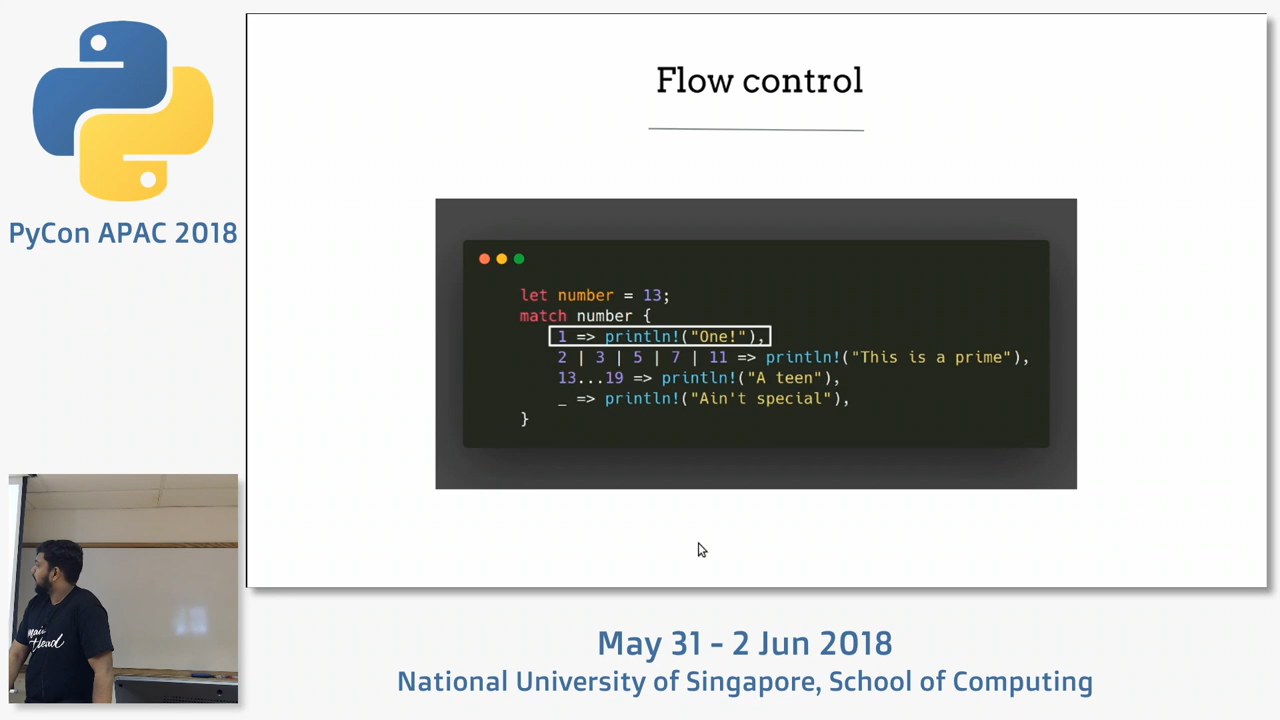 PyCon APAC 2018
Flow control
let number = 13;
match number {
1 => println!("One!"),
2 | 3 | 5 | 7 | 11 => println!("This is a prime"),
13...19 => println!("A teen"),
_ => println!("Ain't special"),
}
May 31 - 2 Jun 2018
National University of Singapore, School of Computing